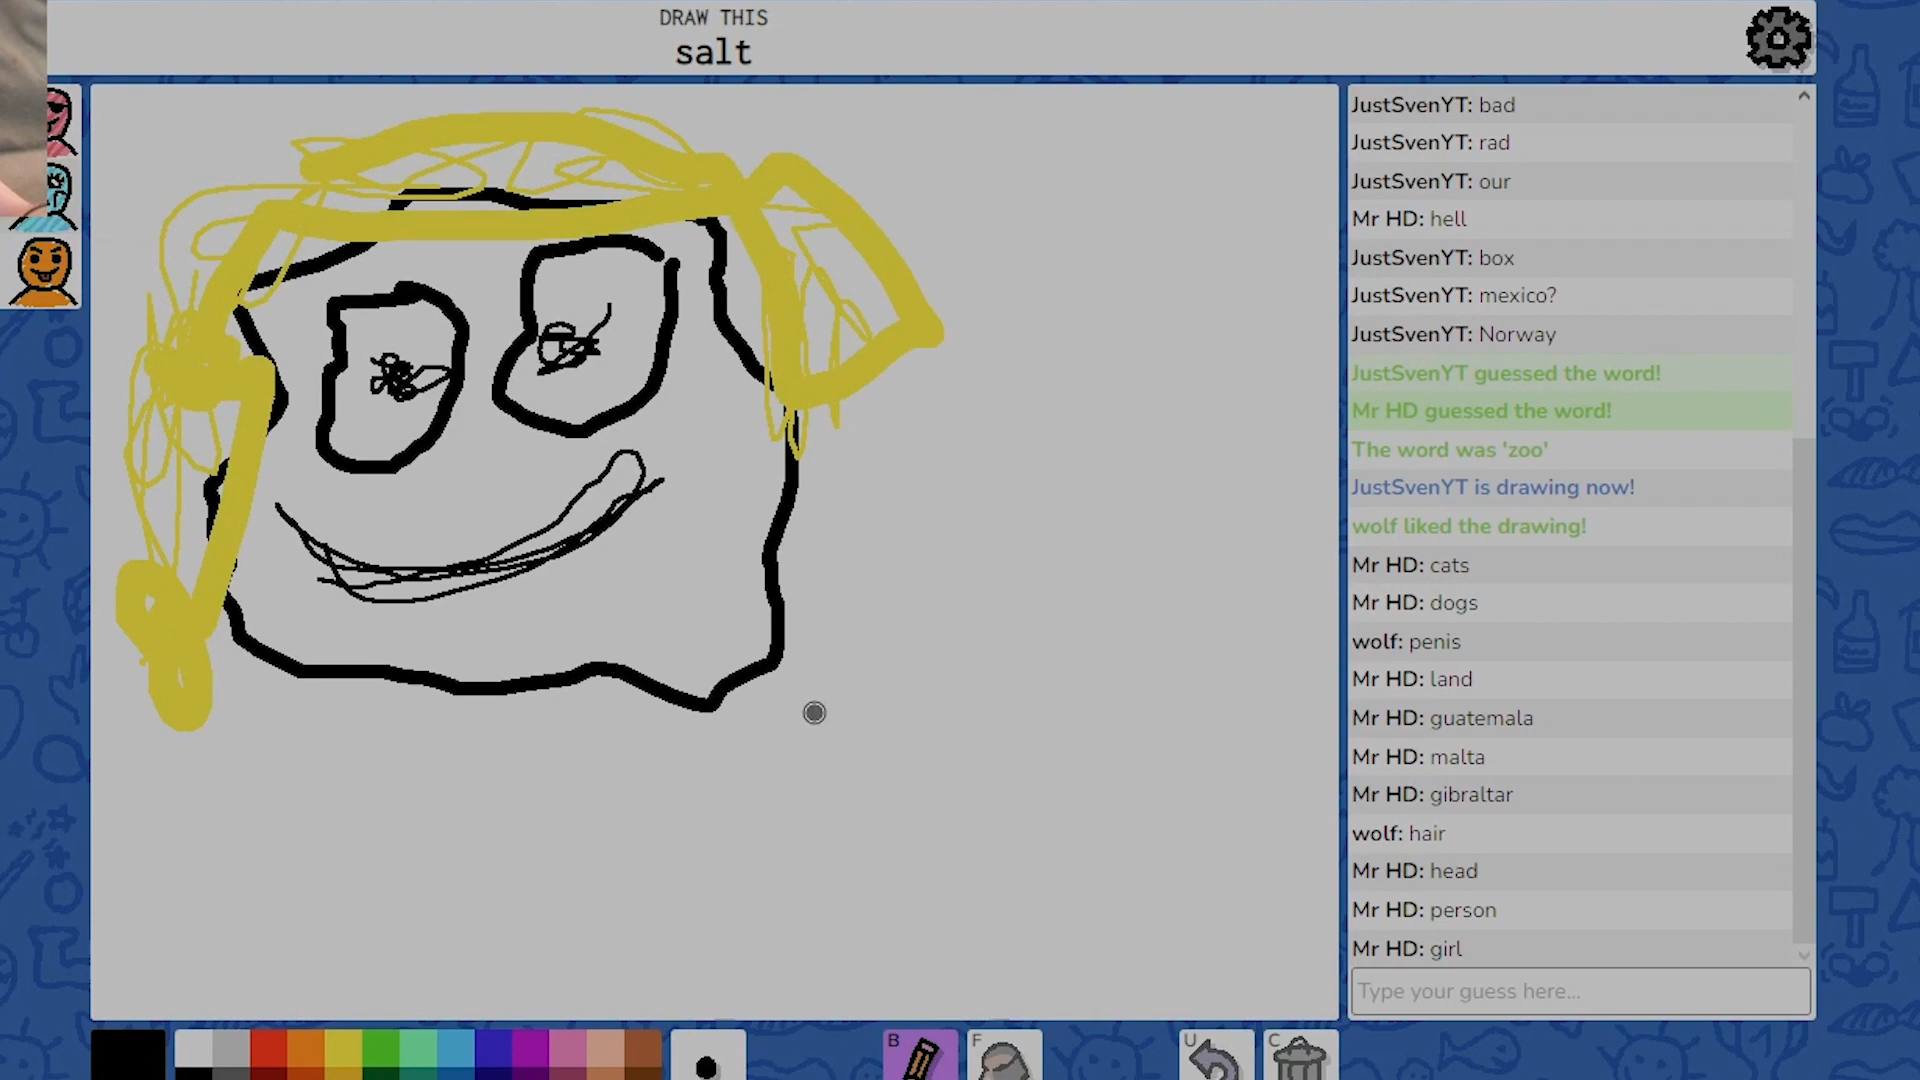 DRAW THIS
salt
JustSvenYT: bad
JustSvenYT: rad
JustSvenYT: our
Mr HD: hell
JustSvenYT: box
JustSvenYT: mexico?
JustSvenYT: Norway
JustSvenYT guessed the word!
Mr HD guessed the word!
The word was 'zoo'
JustSvenYT is drawing now!
wolf liked the drawing!
Mr HD: cats
Mr HD: dogs
wolf: penis
Mr HD: land
Mr HD: guatemala
Mr HD: malta
Mr HD: gibraltar
wolf: hair
Mr HD: head
Mr HD: person
Mr HD: girl
Type your guess here...
B
F
U
C